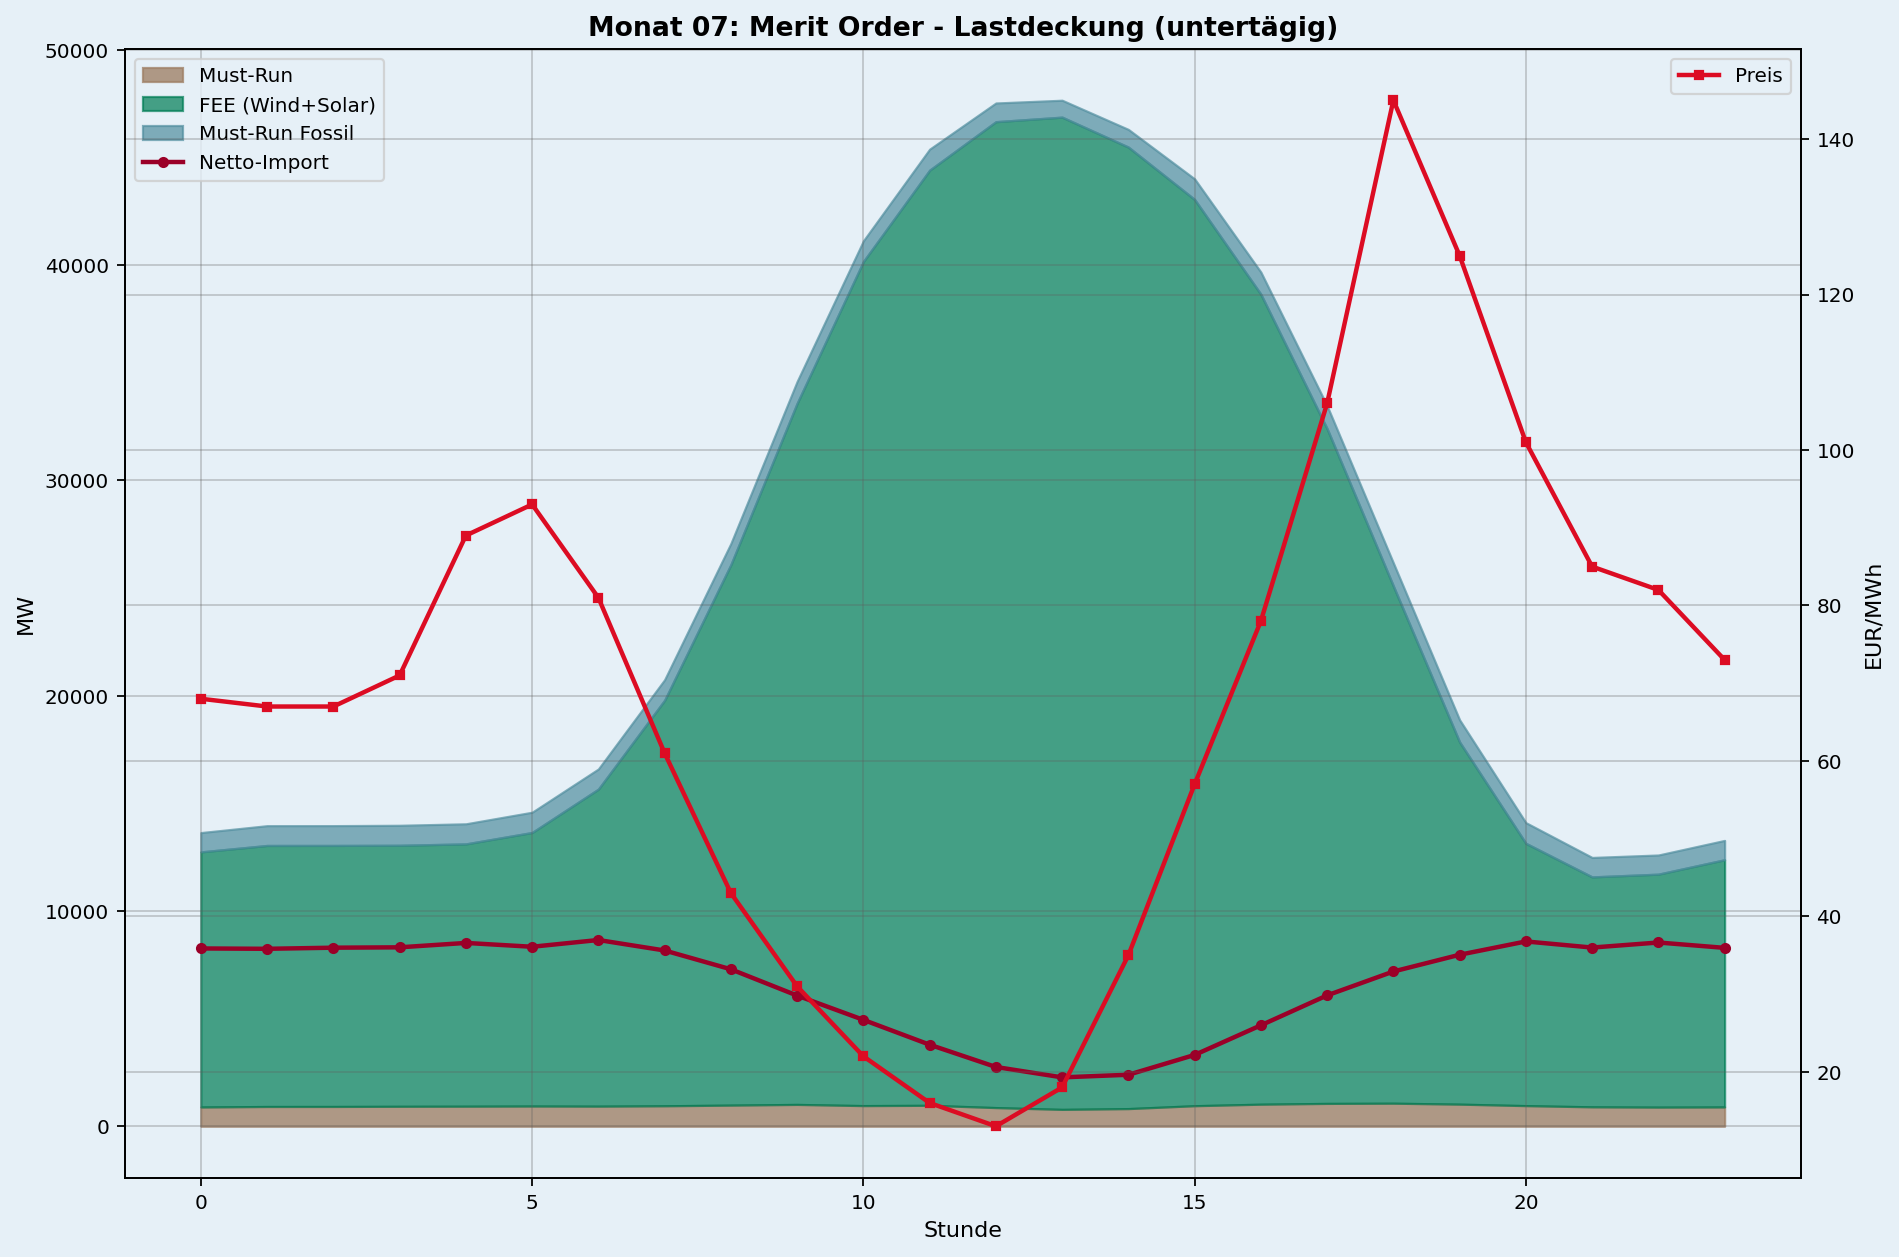 Monat 07: Merit Order - Lastdeckung (untertägig)
Must-Run
FEE (Wind+Solar)
Must-Run Fossil
Netto-Import
Preis
50000
40000
30000
20000
10000
0
MW
140
120
100
80
60
40
20
EUR/MWh
0 5 10 15 20
Stunde